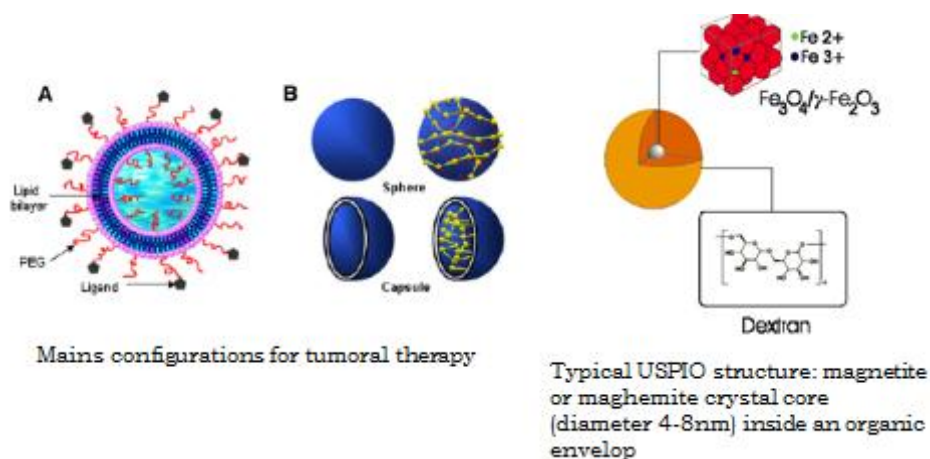 A
Lipid
bilayer
PEG
Ligand
B
Sphere
Capsule
Mains configurations for tumoral therapy
Fe 2+
Fe 3+
Fe₃O₄/γ-Fe₂O₃
Dextran
Typical USPIO structure: magnetite
or maghemite crystal core
(diameter 4-8nm) inside an organic
envelop